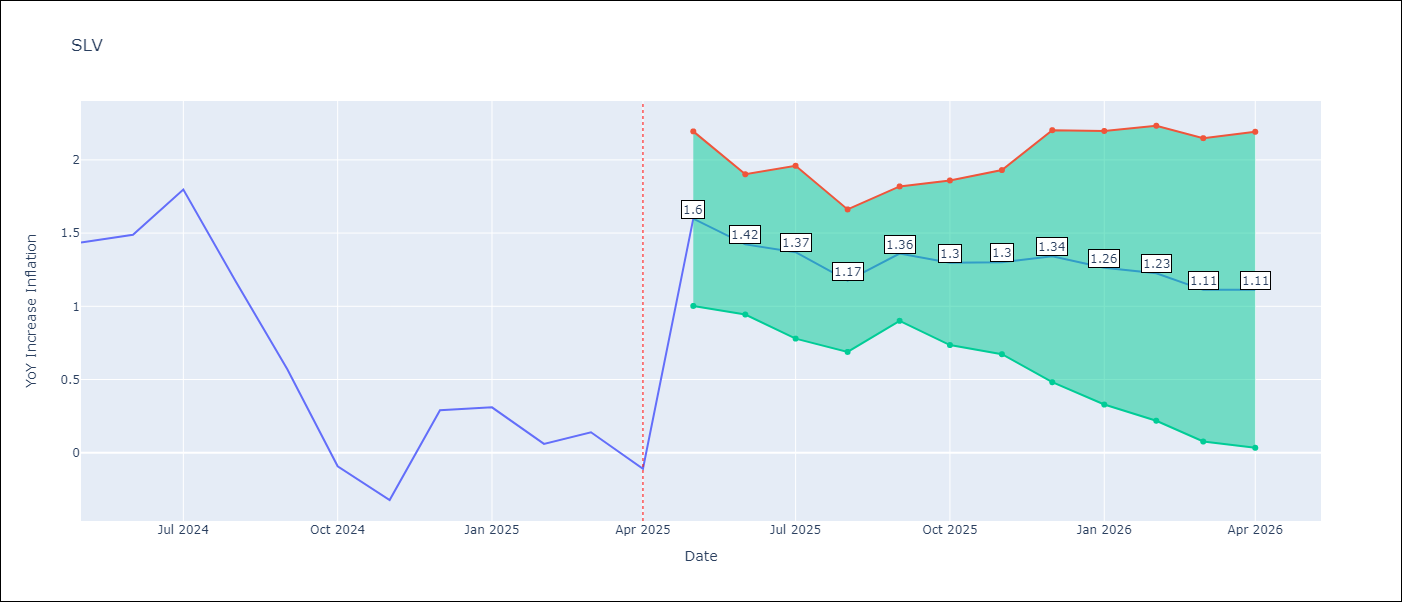 SLV
YoY Increase Inflation
2
1.5
1
0.5
0
1.6
1.42
1.37
1.17
1.36
1.3
1.3
1.34
1.26
1.23
1.11
1.11
Jul 2024
Oct 2024
Jan 2025
Apr 2025
Jul 2025
Oct 2025
Jan 2026
Apr 2026
Date